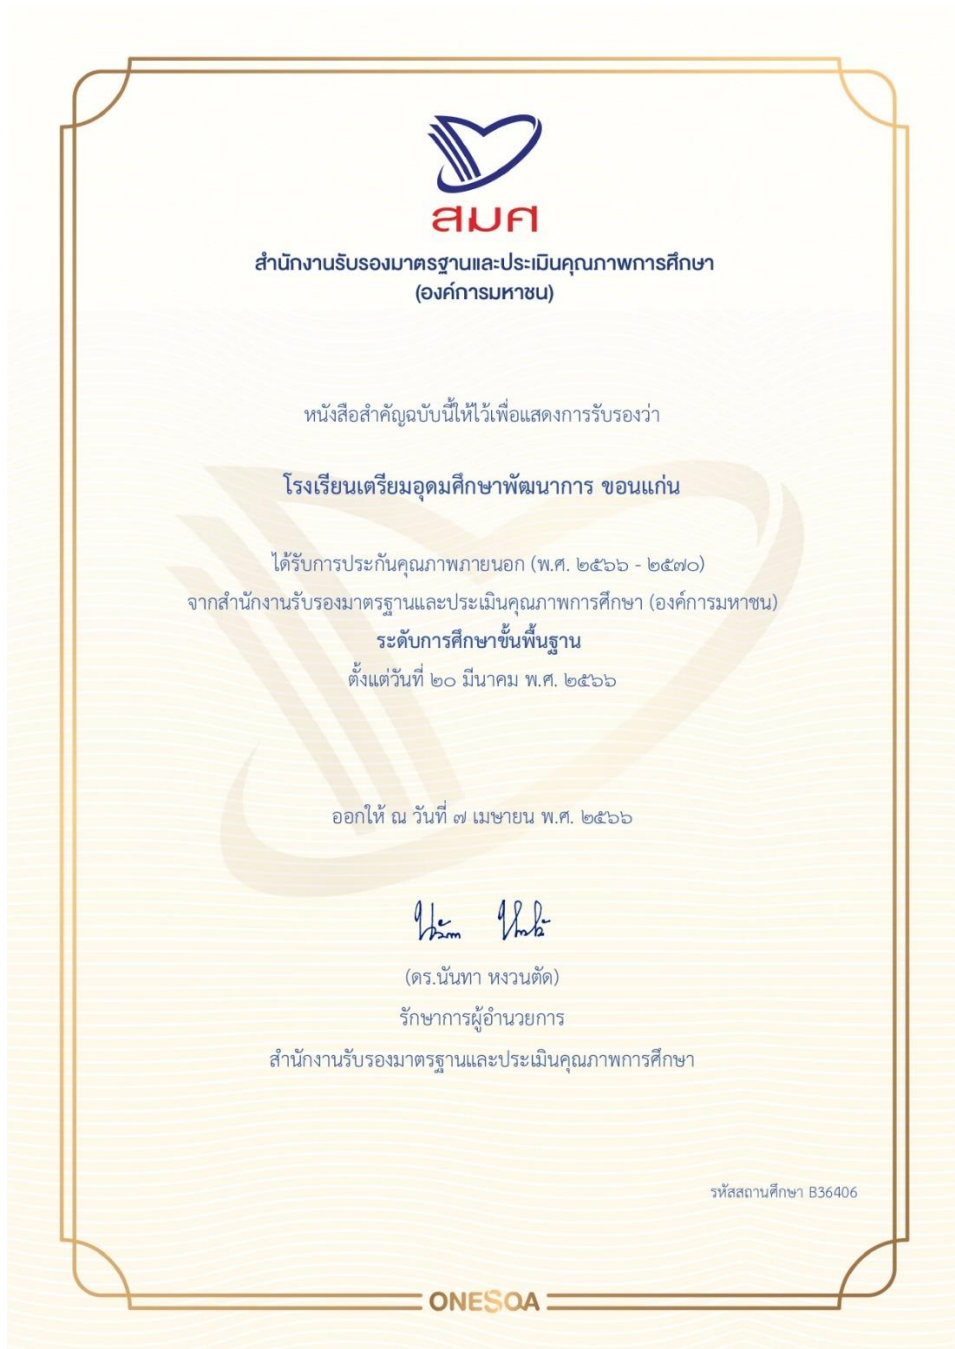 สมศ
สำนักงานรับรองมาตรฐานและประเมินคุณภาพการศึกษา
(องค์การมหาชน)
หนังสือสำคัญฉบับนี้ให้ไว้เพื่อแสดงการรับรองว่า
โรงเรียนเตรียมอุดมศึกษาพัฒนาการ ขอนแก่น
ได้รับการประกันคุณภาพภายนอก (พ.ศ. ๒๕๖๖ - ๒๕๗๐)
จากสำนักงานรับรองมาตรฐานและประเมินคุณภาพการศึกษา (องค์การมหาชน)
ระดับการศึกษาขั้นพื้นฐาน
ตั้งแต่วันที่ ๒๐ มีนาคม พ.ศ. ๒๕๖๖
ออกให้ ณ วันที่ ๗ เมษายน พ.ศ. ๒๕๖๖
(ดร.นันทา หงวนตัด)
รักษาการผู้อำนวยการ
สำนักงานรับรองมาตรฐานและประเมินคุณภาพการศึกษา
รหัสสถานศึกษา B36406
ONESQA